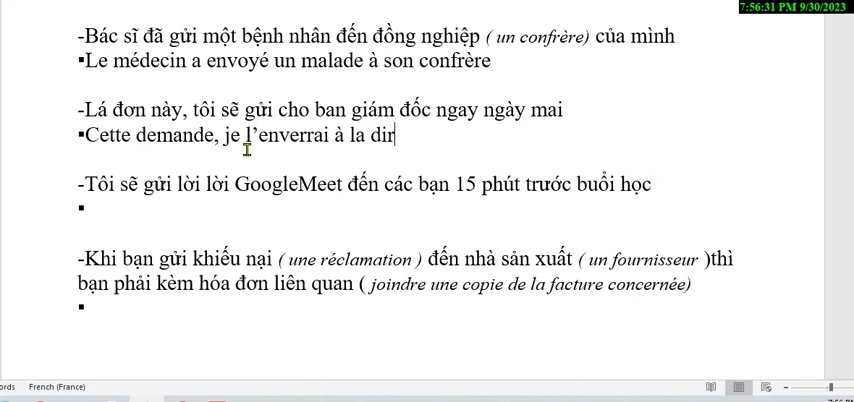 7:56:31 PM 9/30/2023
-Bác sĩ đã gửi một bệnh nhân đến đồng nghiệp ( un confrère) của mình
▪Le médecin a envoyé un malade à son confrère
-Lá đơn này, tôi sẽ gửi cho ban giám đốc ngay ngày mai
▪Cette demande, je l’enverrai à la dir
-Tôi sẽ gửi lời lời GoogleMeet đến các bạn 15 phút trước buổi học
▪
-Khi bạn gửi khiếu nại ( une réclamation ) đến nhà sản xuất ( un fournisseur )thì
bạn phải kèm hóa đơn liên quan ( joindre une copie de la facture concernée)
▪
ords French (France)